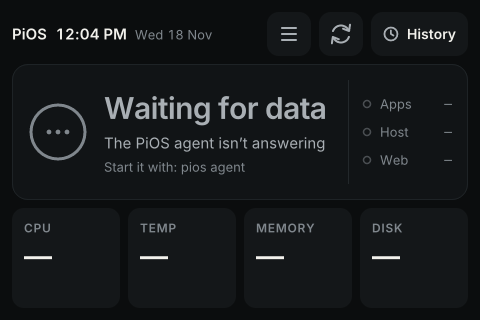 PiOS 12:04 PM Wed 18 Nov
History
Waiting for data
The PiOS agent isn’t answering
Start it with: pios agent
Apps –
Host –
Web –
CPU
—
TEMP
—
MEMORY
—
DISK
—